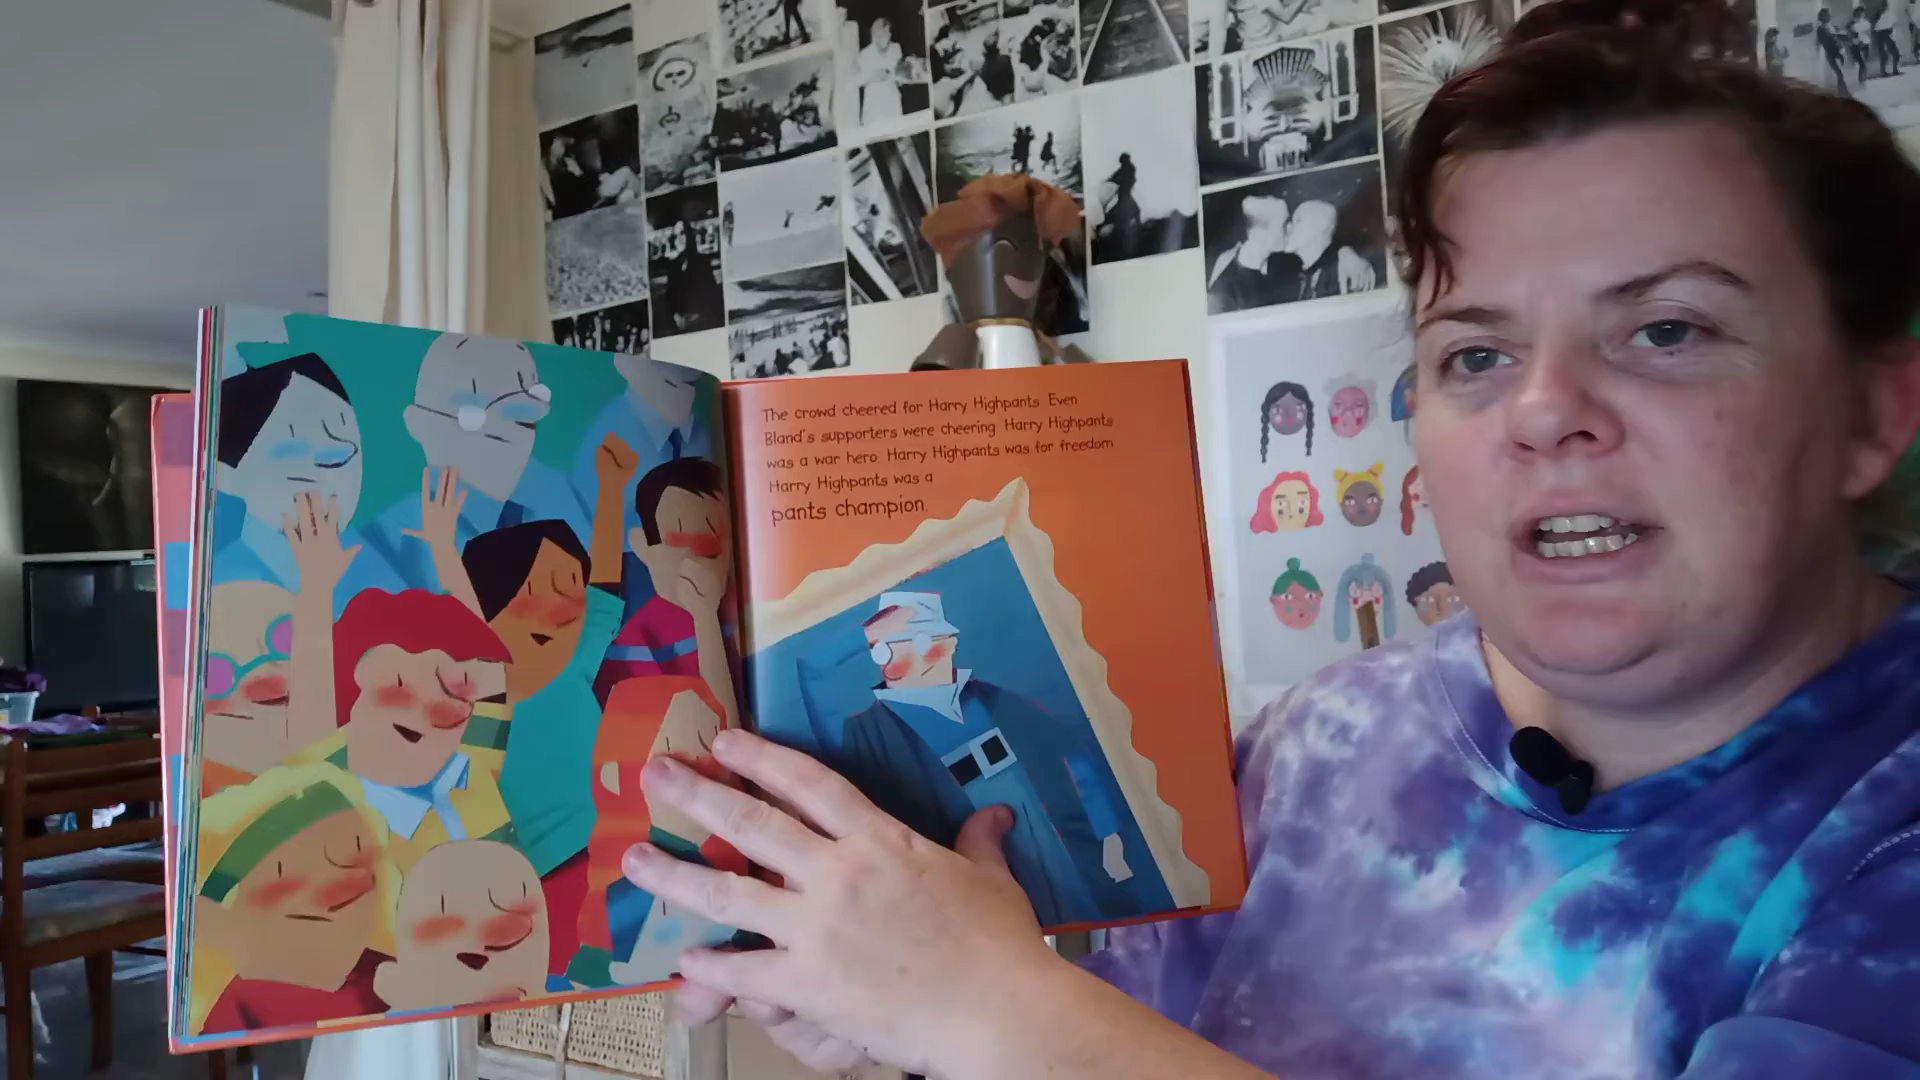 The crowd cheered for Harry Highpants. Even
Bland's supporters were cheering. Harry Highpants
was a war hero. Harry Highpants was for freedom.
Harry Highpants was a
pants champion.